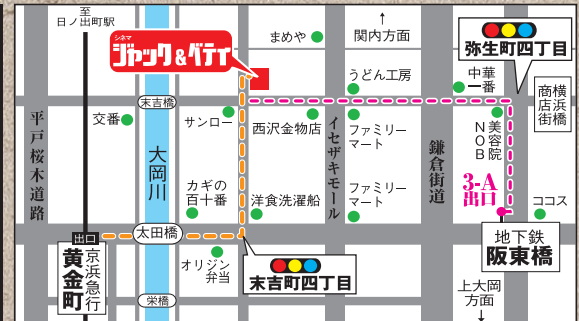 至
日ノ出町駅
シネマ
ジャック&ベティ
まめや
↑
関内方面
弥生町四丁目
うどん工房
中華
一番
横浜橋
商店街
平戸桜木道路
末吉橋
交番
サンロー
西沢金物店
イセザキモール
ファミリー
マート
鎌倉街道
美容院
NOB
大岡川
カギの
百十番
洋食洗濯船
ファミリー
マート
3-A
出口
ココス
出口
太田橋
地下鉄
阪東橋
京浜急行
黄金町
オリジン
弁当
末吉町四丁目
上大岡
方面
↓
栄橋